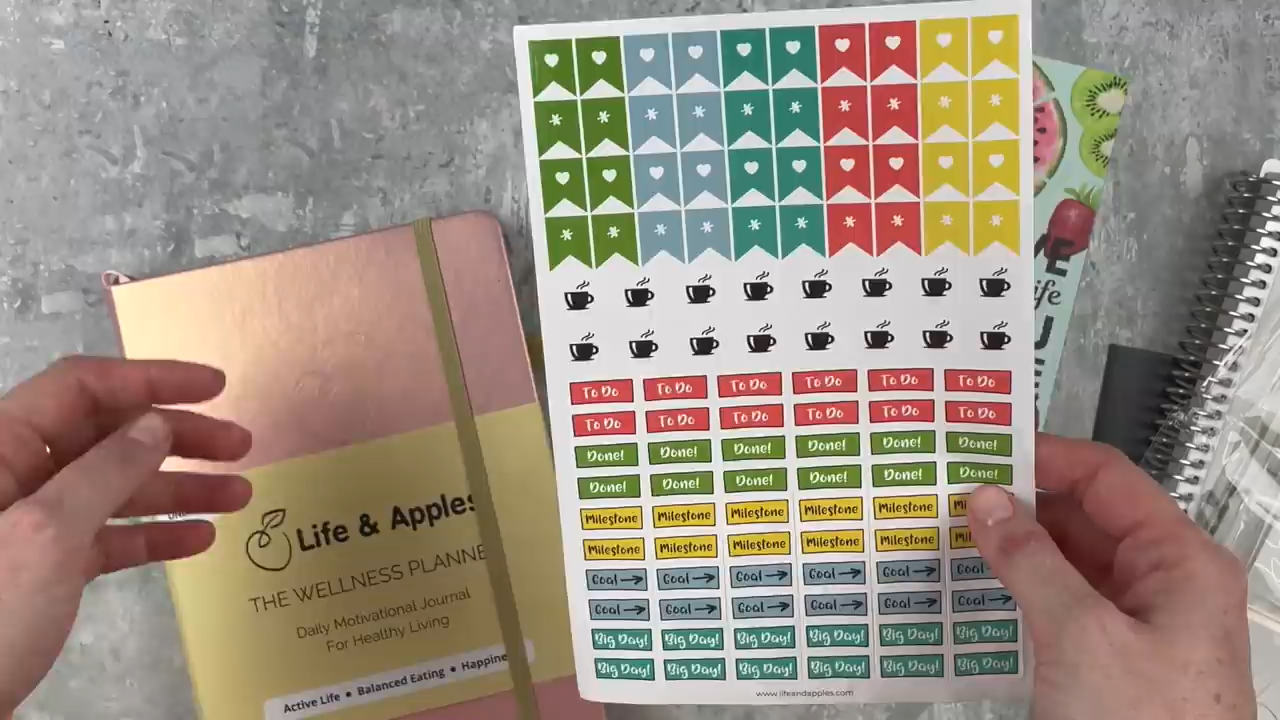 To Do To Do To Do To Do To Do To Do
To Do To Do To Do To Do To Do To Do
Done! Done! Done! Done! Done! Done!
Done! Done! Done! Done! Done! Done!
Milestone Milestone Milestone Milestone Milestone Mi
Milestone Milestone Milestone Milestone Milestone Mil
Goal Goal Goal Goal Goal Goal
Goal Goal Goal Goal Goal Goal
Big Day! Big Day! Big Day! Big Day! Big Day! Big Day!
Big Day! Big Day! Big Day! Big Day! Big Day! Big Day!
www.lifeandapples.com
Life & Apples
THE WELLNESS PLANNE
Daily Motivational Journal
For Healthy Living
Active Life • Balanced Eating • Happine